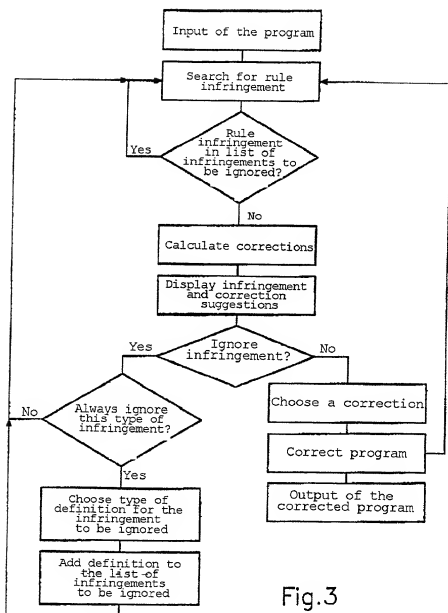 Input of the program
Search for rule
infringement
Rule
infringement
in list of
infringements to
be ignored?
Yes
No
Calculate corrections
Display infringement
and correction
suggestions
Ignore
infringement?
Yes
No
Always ignore
this type of
infringement?
No
Yes
Choose a correction
Correct program
Output of the
corrected program
Choose type of
definition for the
infringement
to be ignored
Add definition to
the list of
infringements
to be ignored
Fig.3